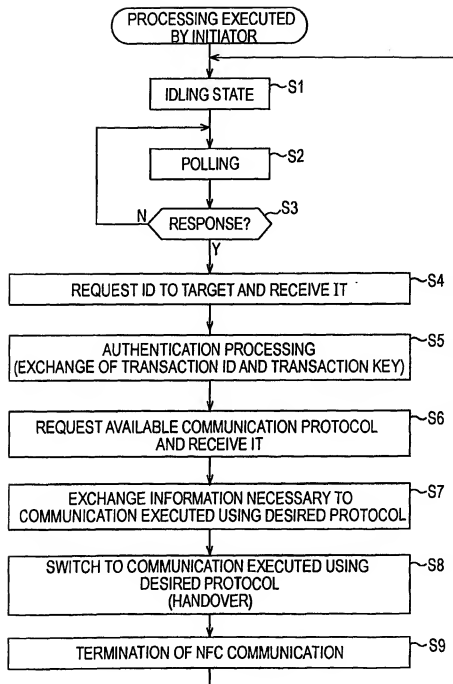 PROCESSING EXECUTED
BY INITIATOR
IDLING STATE
S1
POLLING
S2
RESPONSE?
S3
N
Y
REQUEST ID TO TARGET AND RECEIVE IT
S4
AUTHENTICATION PROCESSING
(EXCHANGE OF TRANSACTION ID AND TRANSACTION KEY)
S5
REQUEST AVAILABLE COMMUNICATION PROTOCOL
AND RECEIVE IT
S6
EXCHANGE INFORMATION NECESSARY TO
COMMUNICATION EXECUTED USING DESIRED PROTOCOL
S7
SWITCH TO COMMUNICATION EXECUTED USING
DESIRED PROTOCOL
(HANDOVER)
S8
TERMINATION OF NFC COMMUNICATION
S9